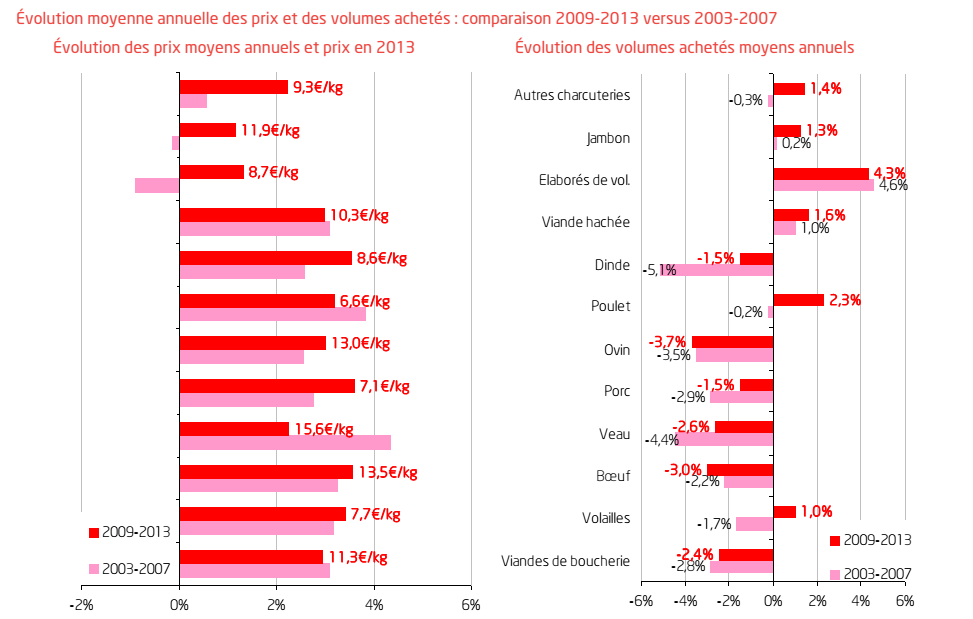 Évolution moyenne annuelle des prix et des volumes achetés : comparaison 2009-2013 versus 2003-2007
Évolution des prix moyens annuels et prix en 2013
9,3€/kg
11,9€/kg
8,7€/kg
10,3€/kg
8,6€/kg
6,6€/kg
13,0€/kg
7,1€/kg
15,6€/kg
13,5€/kg
7,7€/kg
11,3€/kg
2009-2013
2003-2007
-2% 0% 2% 4% 6%
Évolution des volumes achetés moyens annuels
Autres charcuteries -0,3% 1,4%
Jambon 1,3% 0,2%
Elaborés de vol. 4,3% 4,6%
Viande hachée 1,6% 1,0%
Dinde -1,5% -5,1%
Poulet 2,3% -0,2%
Ovin -3,7% -3,5%
Porc -1,5% -2,9%
Veau -2,6% -4,4%
Bœuf -3,0% -2,2%
Volailles 1,0% -1,7%
Viandes de boucherie -2,4% -2,8%
2009-2013
2003-2007
-6% -4% -2% 0% 2% 4% 6%